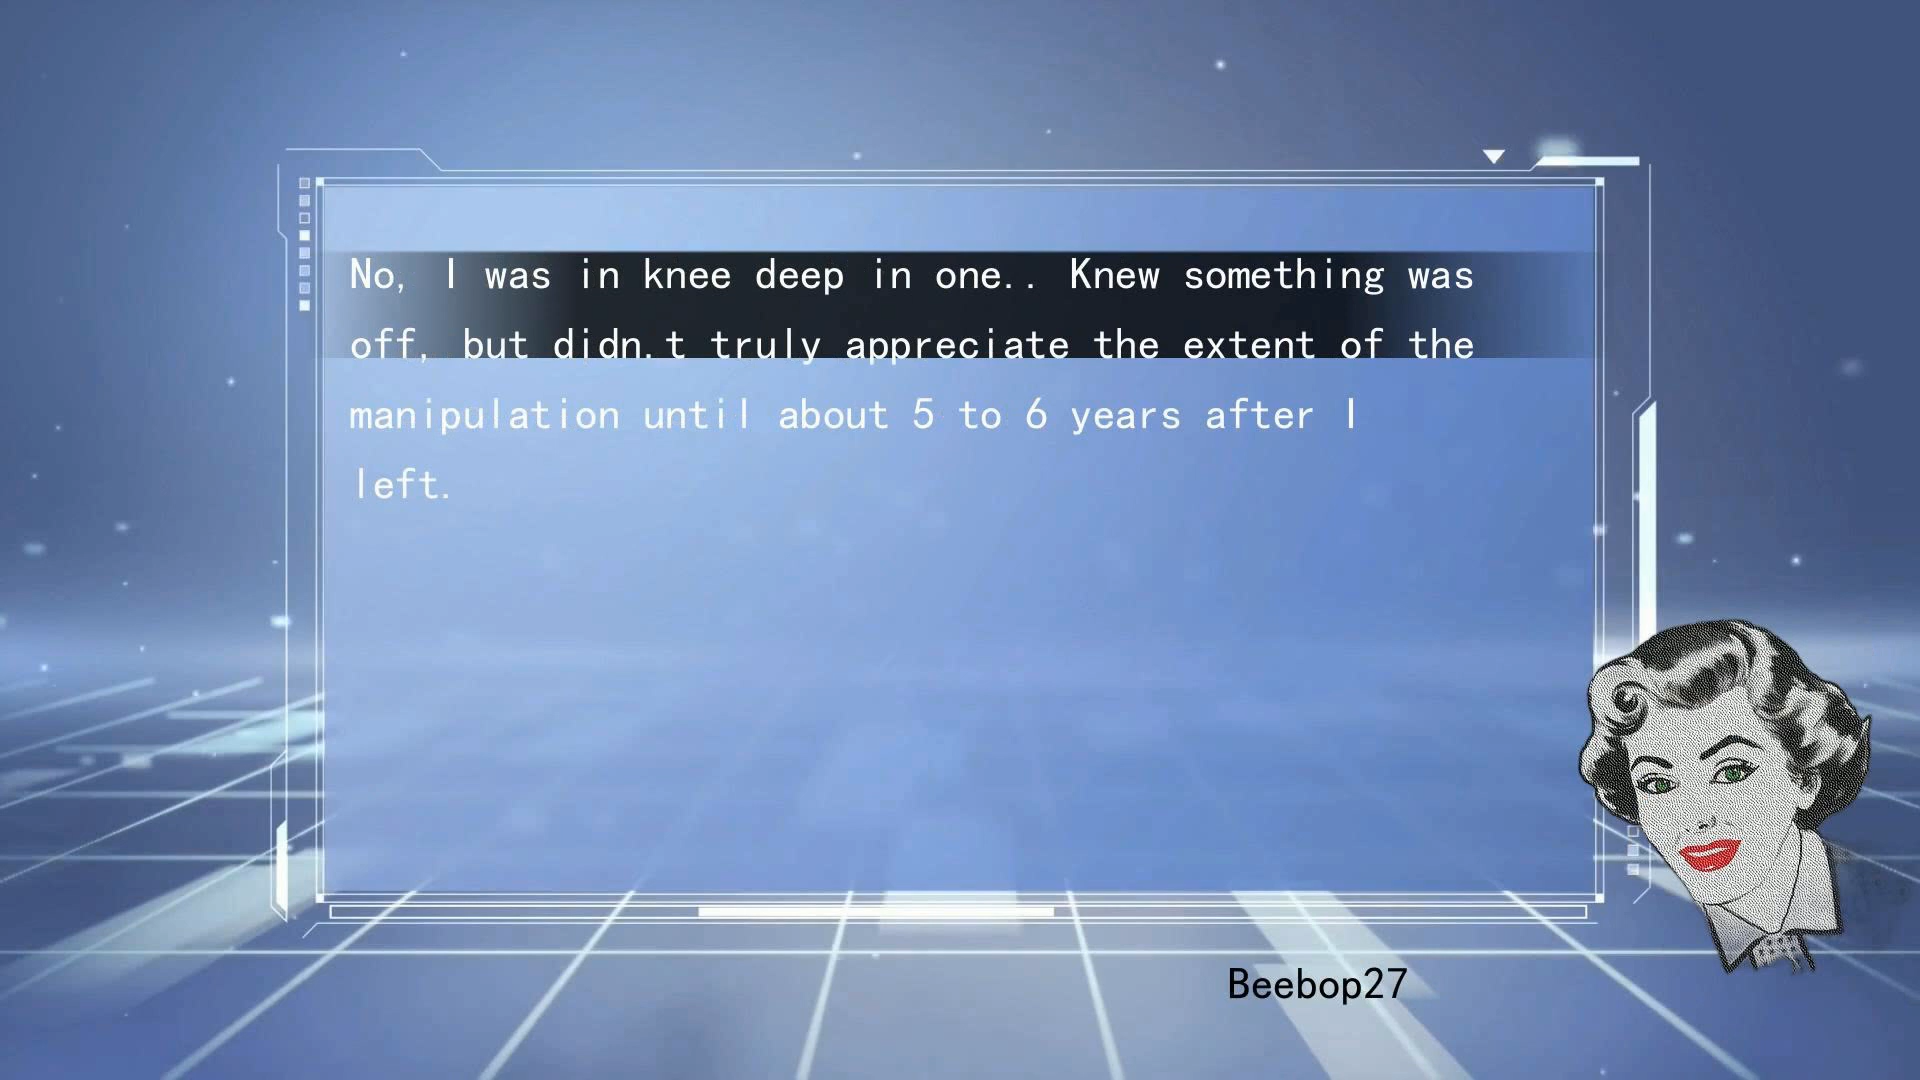 No, I was in knee deep in one.. Knew something was
off, but didn.t truly appreciate the extent of the
manipulation until about 5 to 6 years after I
left.
Beebop27